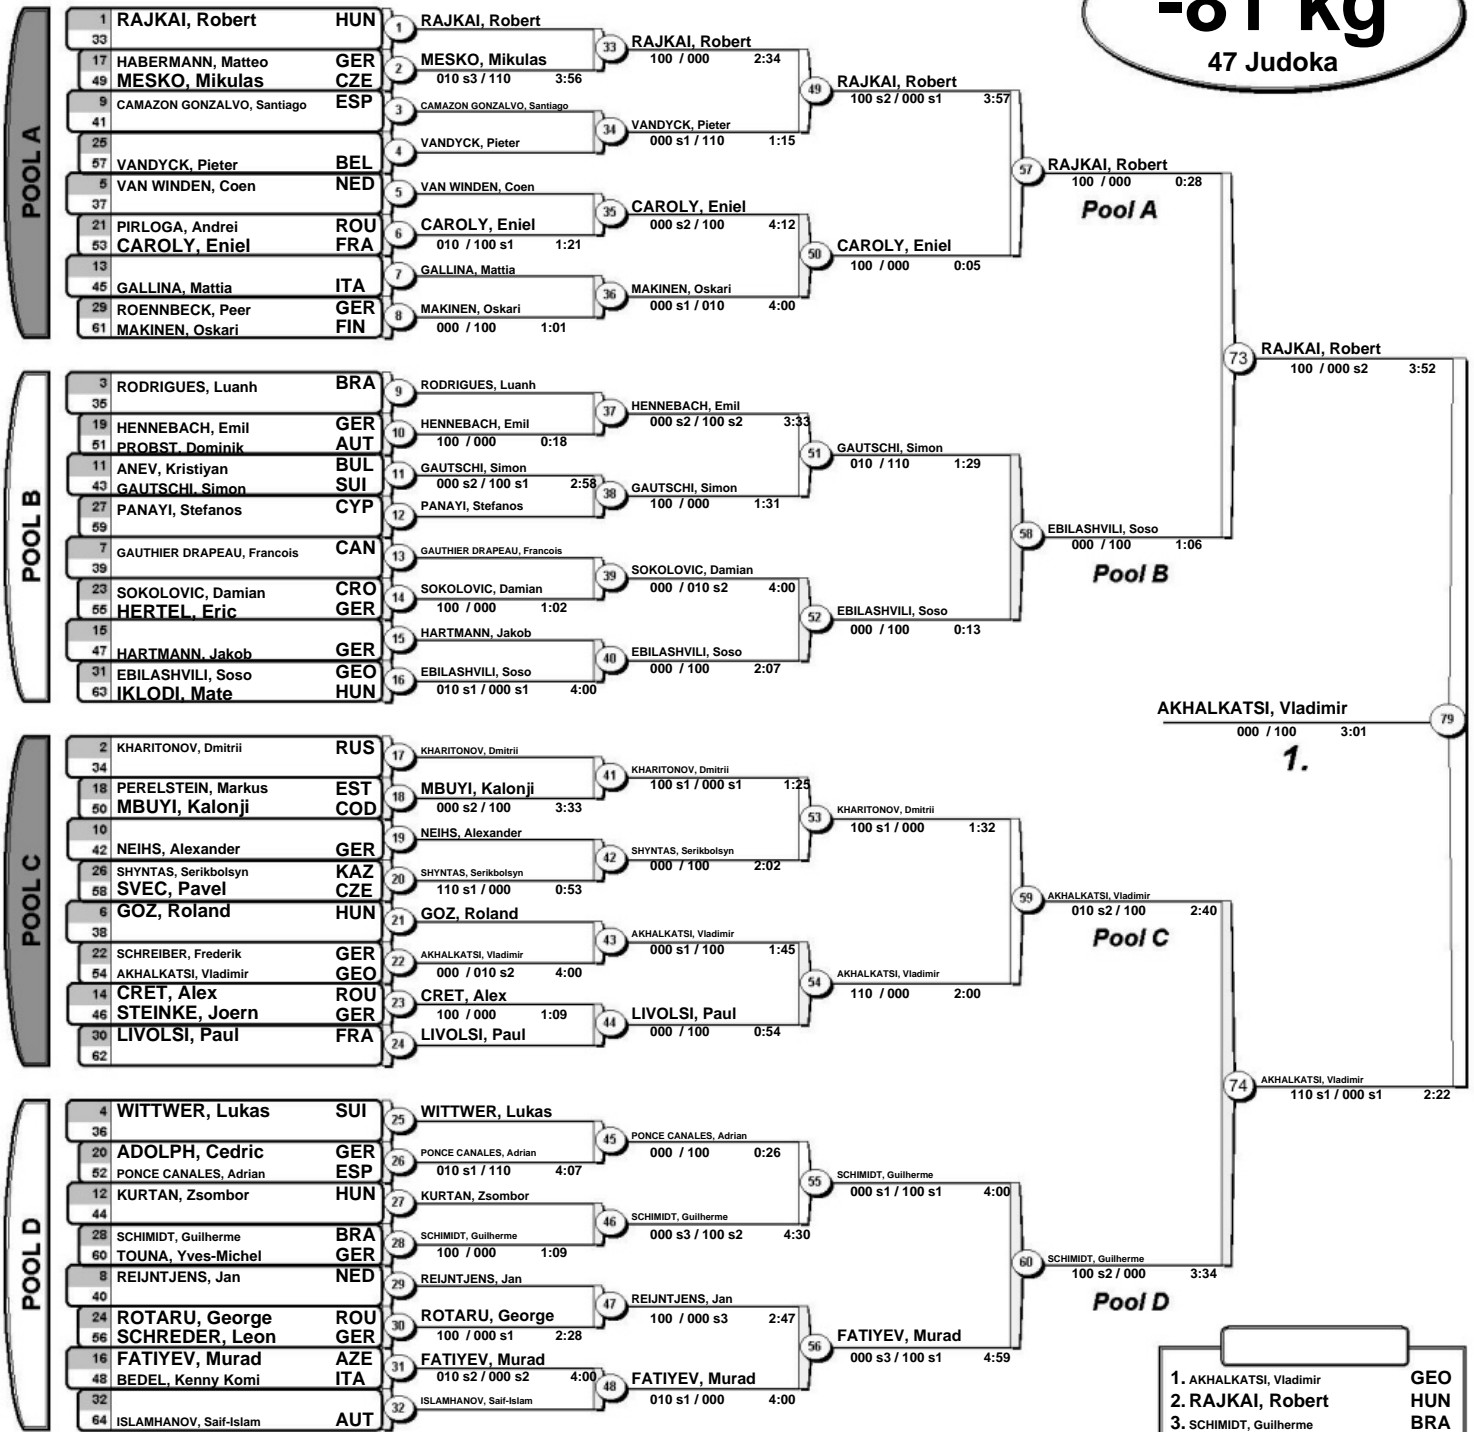 -81 kg
47 Judoka
POOL A
1 RAJKAI, Robert HUN
33
17 HABERMANN, Matteo GER
49 MESKO, Mikulas CZE
9 CAMAZON GONZALVO, Santiago ESP
41
25
57 VANDYCK, Pieter BEL
5 VAN WINDEN, Coen NED
37
21 PIRLOGA, Andrei ROU
53 CAROLY, Eniel FRA
13
45 GALLINA, Mattia ITA
29 ROENNBECK, Peer GER
61 MAKINEN, Oskari FIN
1 RAJKAI, Robert
2 MESKO, Mikulas
010 s3 / 110 3:56
3 CAMAZON GONZALVO, Santiago
4 VANDYCK, Pieter
5 VAN WINDEN, Coen
6 CAROLY, Eniel
010 / 100 s1 1:21
7 GALLINA, Mattia
8 MAKINEN, Oskari
000 / 100 1:01
33 RAJKAI, Robert
100 / 000 2:34
34 VANDYCK, Pieter
000 s1 / 110 1:15
35 CAROLY, Eniel
000 s2 / 100 4:12
36 MAKINEN, Oskari
000 s1 / 010 4:00
49 RAJKAI, Robert
100 s2 / 000 s1 3:57
50 CAROLY, Eniel
100 / 000 0:05
57 RAJKAI, Robert
100 / 000 0:28
Pool A
POOL B
3 RODRIGUES, Luanh BRA
35
19 HENNEBACH, Emil GER
51 PROBST, Dominik AUT
11 ANEV, Kristiyan BUL
43 GAUTSCHI, Simon SUI
27 PANAYI, Stefanos CYP
59
7 GAUTHIER DRAPEAU, Francois CAN
39
23 SOKOLOVIC, Damian CRO
55 HERTEL, Eric GER
15
47 HARTMANN, Jakob GER
31 EBILASHVILI, Soso GEO
63 IKLODI, Mate HUN
9 RODRIGUES, Luanh
10 HENNEBACH, Emil
100 / 000 0:18
11 GAUTSCHI, Simon
000 s2 / 100 s1 2:58
12 PANAYI, Stefanos
13 GAUTHIER DRAPEAU, Francois
14 SOKOLOVIC, Damian
100 / 000 1:02
15 HARTMANN, Jakob
16 EBILASHVILI, Soso
010 s1 / 000 s1 4:00
37 HENNEBACH, Emil
000 s2 / 100 s2 3:33
38 GAUTSCHI, Simon
100 / 000 1:31
39 SOKOLOVIC, Damian
000 / 010 s2 4:00
40 EBILASHVILI, Soso
000 / 100 2:07
51 GAUTSCHI, Simon
010 / 110 1:29
52 EBILASHVILI, Soso
000 / 100 0:13
58 EBILASHVILI, Soso
000 / 100 1:06
Pool B
73 RAJKAI, Robert
100 / 000 s2 3:52
AKHALKATSI, Vladimir 79
000 / 100 3:01
1.
POOL C
2 KHARITONOV, Dmitrii RUS
34
18 PERELSTEIN, Markus EST
50 MBUYI, Kalonji COD
10
42 NEIHS, Alexander GER
26 SHYNTAS, Serikbolsyn KAZ
58 SVEC, Pavel CZE
6 GOZ, Roland HUN
38
22 SCHREIBER, Frederik GER
54 AKHALKATSI, Vladimir GEO
14 CRET, Alex ROU
46 STEINKE, Joern GER
30 LIVOLSI, Paul FRA
62
17 KHARITONOV, Dmitrii
18 MBUYI, Kalonji
000 s2 / 100 3:33
19 NEIHS, Alexander
20 SHYNTAS, Serikbolsyn
110 s1 / 000 0:53
21 GOZ, Roland
22 AKHALKATSI, Vladimir
000 / 010 s2 4:00
23 CRET, Alex
100 / 000 1:09
24 LIVOLSI, Paul
41 KHARITONOV, Dmitrii
100 s1 / 000 s1 1:25
42 SHYNTAS, Serikbolsyn
000 / 100 2:02
43 AKHALKATSI, Vladimir
000 s1 / 100 1:45
44 LIVOLSI, Paul
000 / 100 0:54
53 KHARITONOV, Dmitrii
100 s1 / 000 1:32
54 AKHALKATSI, Vladimir
110 / 000 2:00
59 AKHALKATSI, Vladimir
010 s2 / 100 2:40
Pool C
POOL D
4 WITTWER, Lukas SUI
36
20 ADOLPH, Cedric GER
52 PONCE CANALES, Adrian ESP
12 KURTAN, Zsombor HUN
44
28 SCHIMIDT, Guilherme BRA
60 TOUNA, Yves-Michel GER
8 REIJNTJENS, Jan NED
40
24 ROTARU, George ROU
56 SCHREDER, Leon GER
16 FATIYEV, Murad AZE
48 BEDEL, Kenny Komi ITA
32
64 ISLAMHANOV, Saif-Islam AUT
25 WITTWER, Lukas
26 PONCE CANALES, Adrian
010 s1 / 110 4:07
27 KURTAN, Zsombor
28 SCHIMIDT, Guilherme
100 / 000 1:09
29 REIJNTJENS, Jan
30 ROTARU, George
100 / 000 s1 2:28
31 FATIYEV, Murad
010 s2 / 000 s2 4:00
32 ISLAMHANOV, Saif-Islam
45 PONCE CANALES, Adrian
000 / 100 0:26
46 SCHIMIDT, Guilherme
000 s3 / 100 s2 4:30
47 REIJNTJENS, Jan
100 / 000 s3 2:47
48 FATIYEV, Murad
010 s1 / 000 4:00
55 SCHIMIDT, Guilherme
000 s1 / 100 s1 4:00
56 FATIYEV, Murad
000 s3 / 100 s1 4:59
60 SCHIMIDT, Guilherme
100 s2 / 000 3:34
Pool D
74 AKHALKATSI, Vladimir
110 s1 / 000 s1 2:22
1. AKHALKATSI, Vladimir GEO
2. RAJKAI, Robert HUN
3. SCHIMIDT, Guilherme BRA